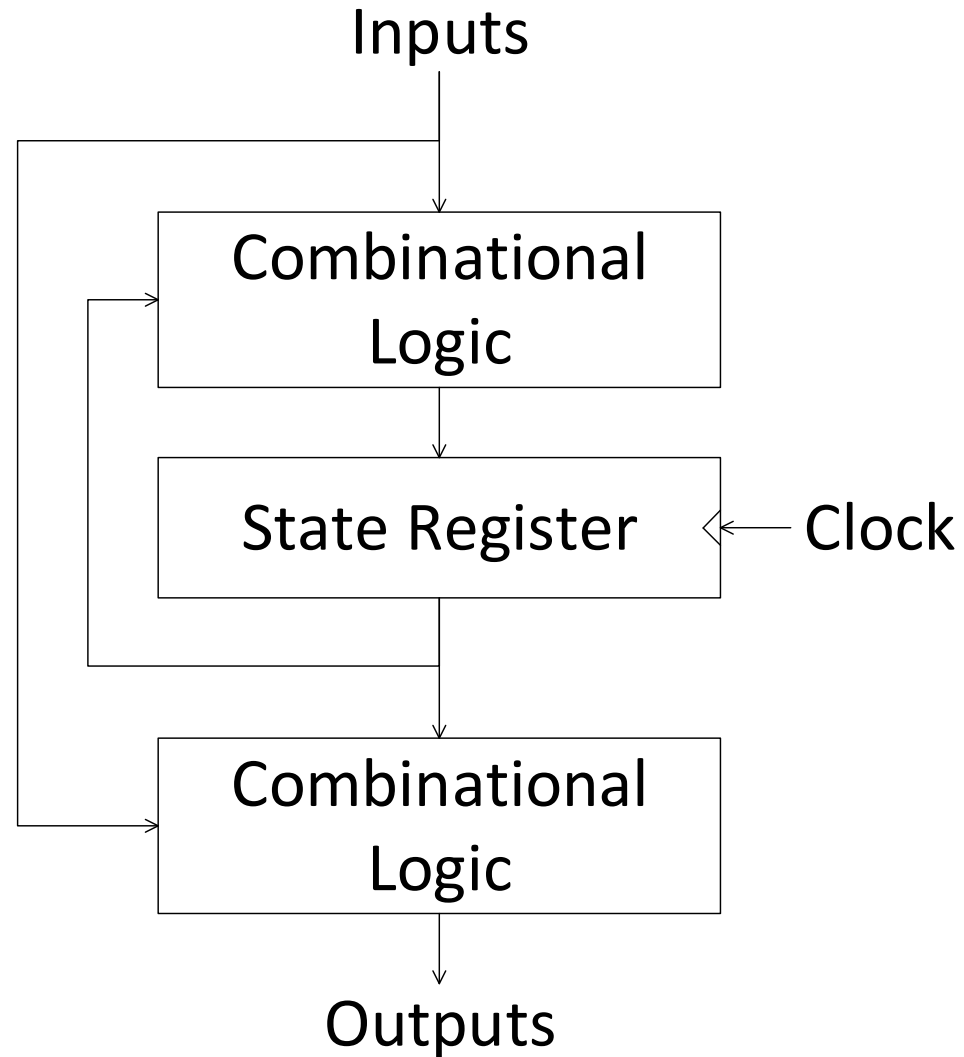 Inputs
Combinational
Logic
State Register
Clock
Combinational
Logic
Outputs